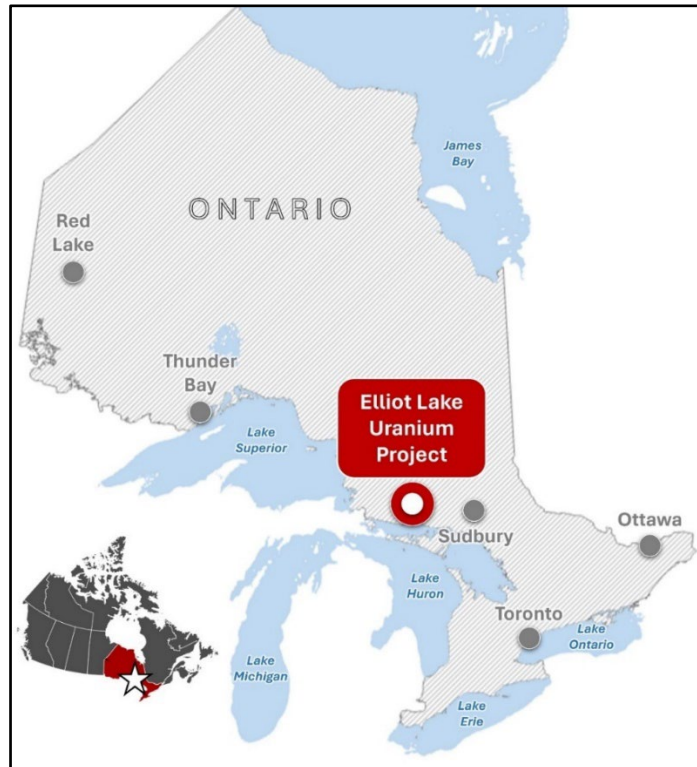 James
Bay
ONTARIO
Red
Lake
Thunder
Bay
Elliot Lake
Uranium
Project
Lake
Superior
Sudbury
Ottawa
Lake
Huron
Toronto
Lake
Ontario
Lake
Michigan
Lake
Erie